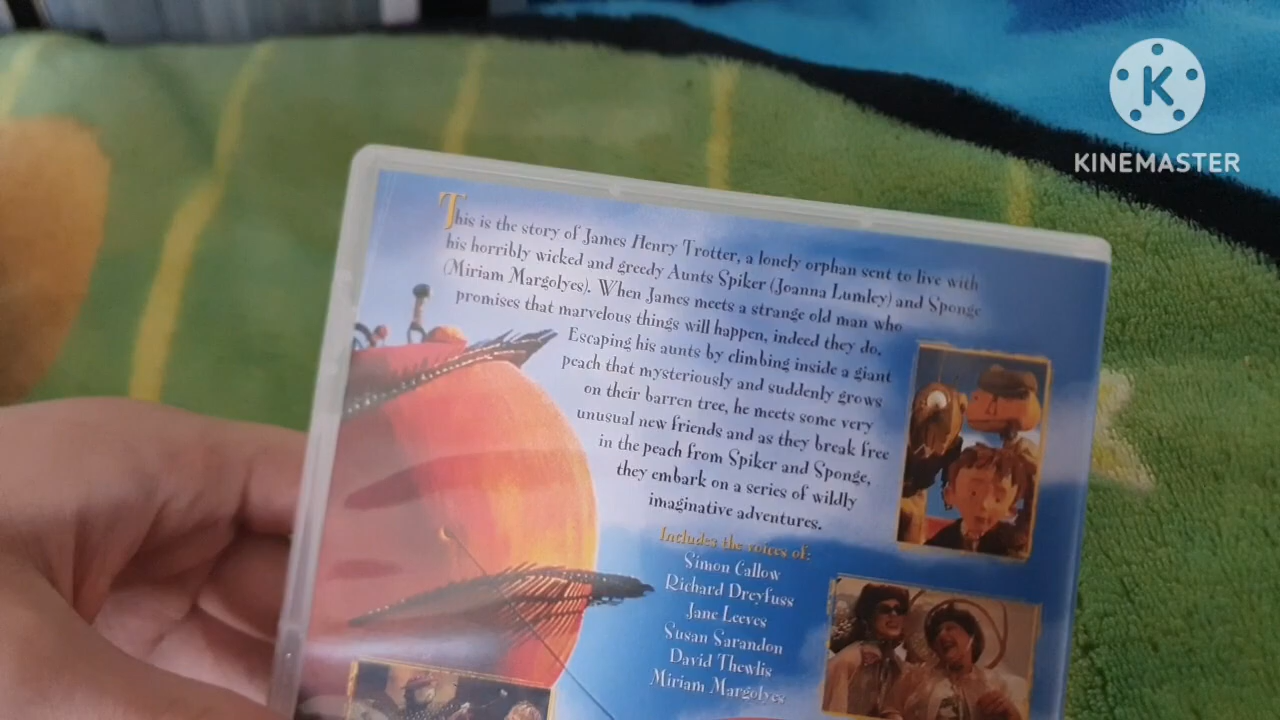 K
KINEMASTER
This is the story of James Henry Trotter, a lonely orphan sent to live with
his horribly wicked and greedy Aunts Spiker (Joanna Lumley) and Sponge
(Miriam Margolyes). When James meets a strange old man who
promises that marvelous things will happen, indeed they do.
Escaping his aunts by climbing inside a giant
peach that mysteriously and suddenly grows
on their barren tree, he meets some very
unusual new friends and as they break free
in the peach from Spiker and Sponge,
they embark on a series of wildly
imaginative adventures.
Includes the voices of:
Simon Callow
Richard Dreyfuss
Jane Leeves
Susan Sarandon
David Thewlis
Miriam Margolyes